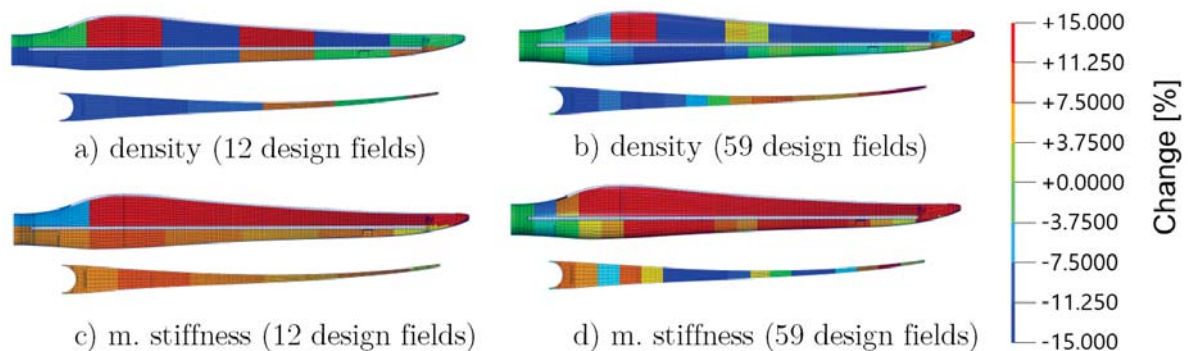 a) density (12 design fields)
b) density (59 design fields)
c) m. stiffness (12 design fields)
d) m. stiffness (59 design fields)
+15.000
+11.250
+7.5000
+3.7500
+0.0000
-3.7500
-7.5000
-11.250
-15.000
Change [%]